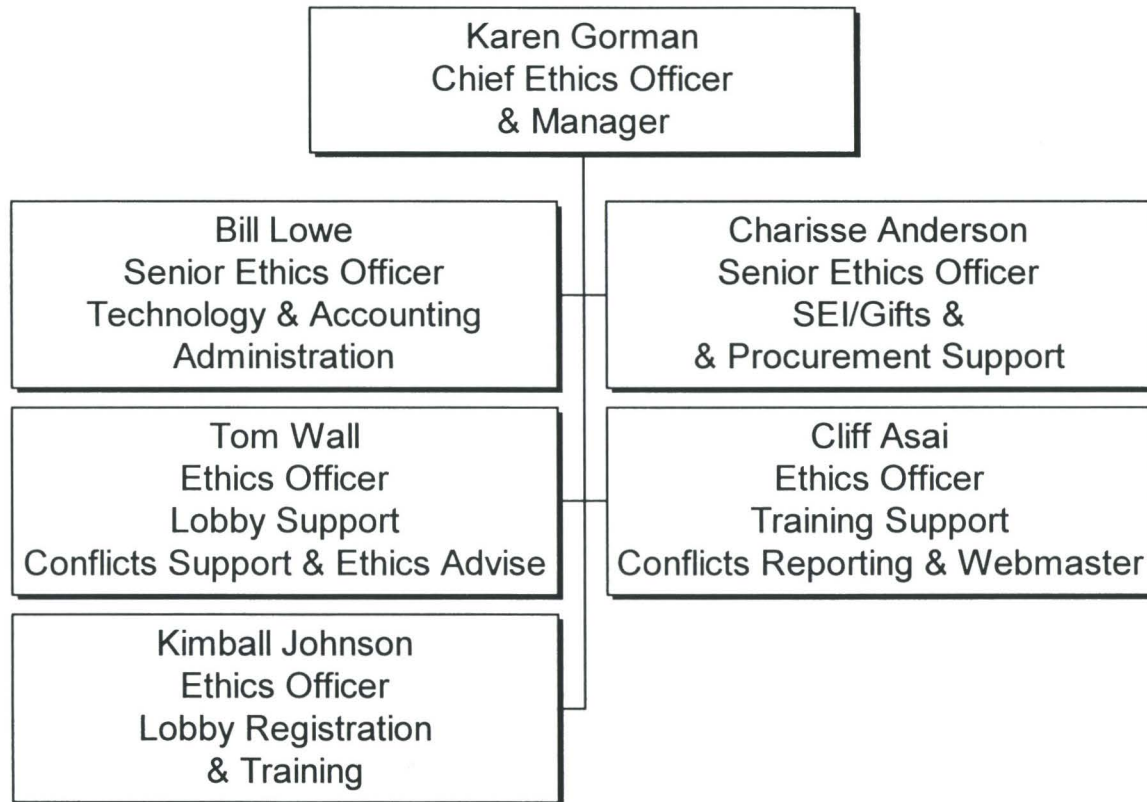 Karen Gorman
Chief Ethics Officer
& Manager
Bill Lowe
Senior Ethics Officer
Technology & Accounting
Administration
Charisse Anderson
Senior Ethics Officer
SEI/Gifts &
& Procurement Support
Tom Wall
Ethics Officer
Lobby Support
Conflicts Support & Ethics Advise
Cliff Asai
Ethics Officer
Training Support
Conflicts Reporting & Webmaster
Kimball Johnson
Ethics Officer
Lobby Registration
& Training